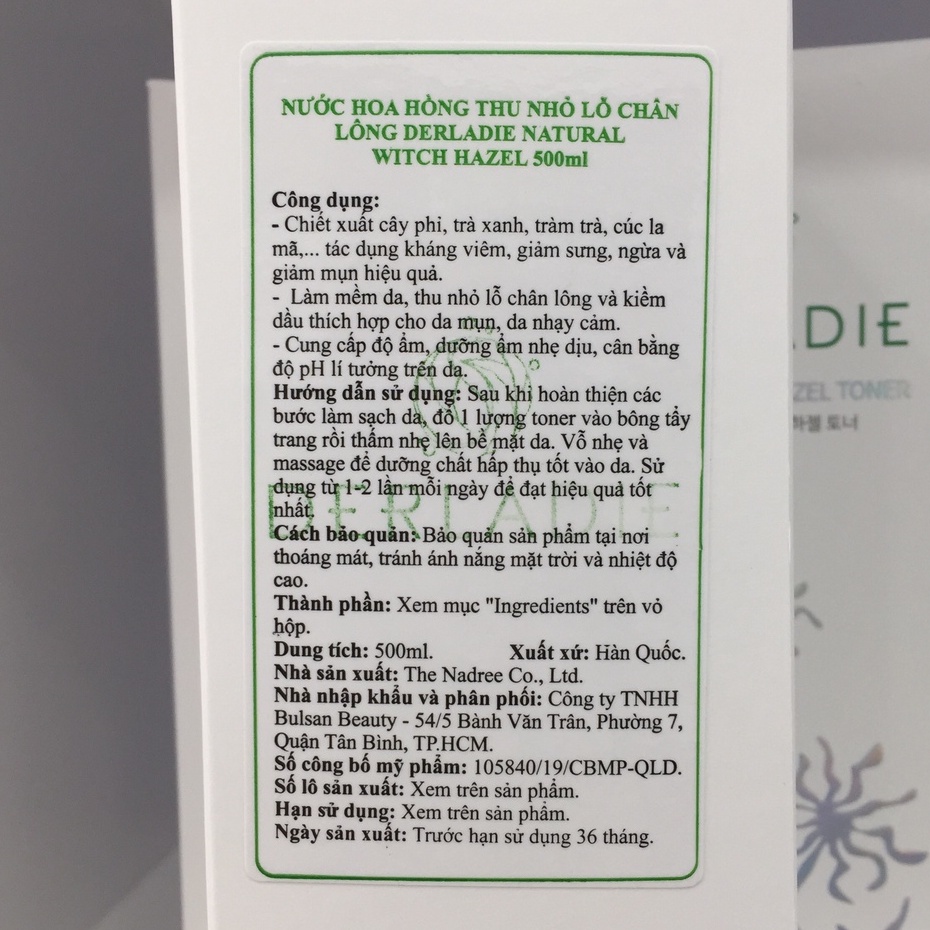 NƯỚC HOA HỒNG THU NHỎ LỖ CHÂN
LÔNG DERLADIE NATURAL
WITCH HAZEL 500ml
Công dụng:
- Chiết xuất cây phỉ, trà xanh, tràm trà, cúc la
mã,... tác dụng kháng viêm, giảm sưng, ngừa và
giảm mụn hiệu quả.
- Làm mềm da, thu nhỏ lỗ chân lông và kiềm
dầu thích hợp cho da mụn, da nhạy cảm.
- Cung cấp độ ẩm, dưỡng ẩm nhẹ dịu, cân bằng
độ pH lí tưởng trên da.
Hướng dẫn sử dụng: Sau khi hoàn thiện các
bước làm sạch da, đổ 1 lượng toner vào bông tẩy
trang rồi thấm nhẹ lên bề mặt da. Vỗ nhẹ và
massage để dưỡng chất hấp thụ tốt vào da. Sử
dụng từ 1-2 lần mỗi ngày để đạt hiệu quả tốt
nhất.
DERLADIE
Cách bảo quản: Bảo quản sản phẩm tại nơi
thoáng mát, tránh ánh nắng mặt trời và nhiệt độ
cao.
Thành phần: Xem mục "Ingredients" trên vỏ
hộp.
Dung tích: 500ml. Xuất xứ: Hàn Quốc.
Nhà sản xuất: The Nadree Co., Ltd.
Nhà nhập khẩu và phân phối: Công ty TNHH
Bulsan Beauty - 54/5 Bành Văn Trân, Phường 7,
Quận Tân Bình, TP.HCM.
Số công bố mỹ phẩm: 105840/19/CBMP-QLD.
Số lô sản xuất: Xem trên sản phẩm.
Hạn sử dụng: Xem trên sản phẩm.
Ngày sản xuất: Trước hạn sử dụng 36 tháng.
ADIE
ZEL TONER
하젤 토너